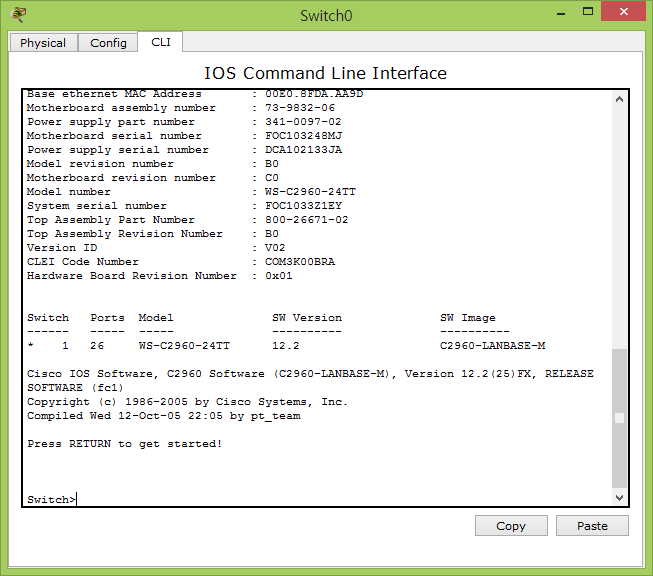 Switch0
Physical Config CLI
IOS Command Line Interface
Base ethernet MAC Address : 00E0.8FDA.AA9D
Motherboard assembly number : 73-9832-06
Power supply part number : 341-0097-02
Motherboard serial number : FOC103248MJ
Power supply serial number : DCA102133JA
Model revision number : B0
Motherboard revision number : C0
Model number : WS-C2960-24TT
System serial number : FOC1033Z1EY
Top Assembly Part Number : 800-26671-02
Top Assembly Revision Number : B0
Version ID : V02
CLEI Code Number : COM3K00BRA
Hardware Board Revision Number : 0x01
Switch Ports Model SW Version SW Image
------ ----- ----- ---------- ----------
* 1 26 WS-C2960-24TT 12.2 C2960-LANBASE-M
Cisco IOS Software, C2960 Software (C2960-LANBASE-M), Version 12.2(25)FX, RELEASE
SOFTWARE (fc1)
Copyright (c) 1986-2005 by Cisco Systems, Inc.
Compiled Wed 12-Oct-05 22:05 by pt_team
Press RETURN to get started!
Switch>
Copy Paste